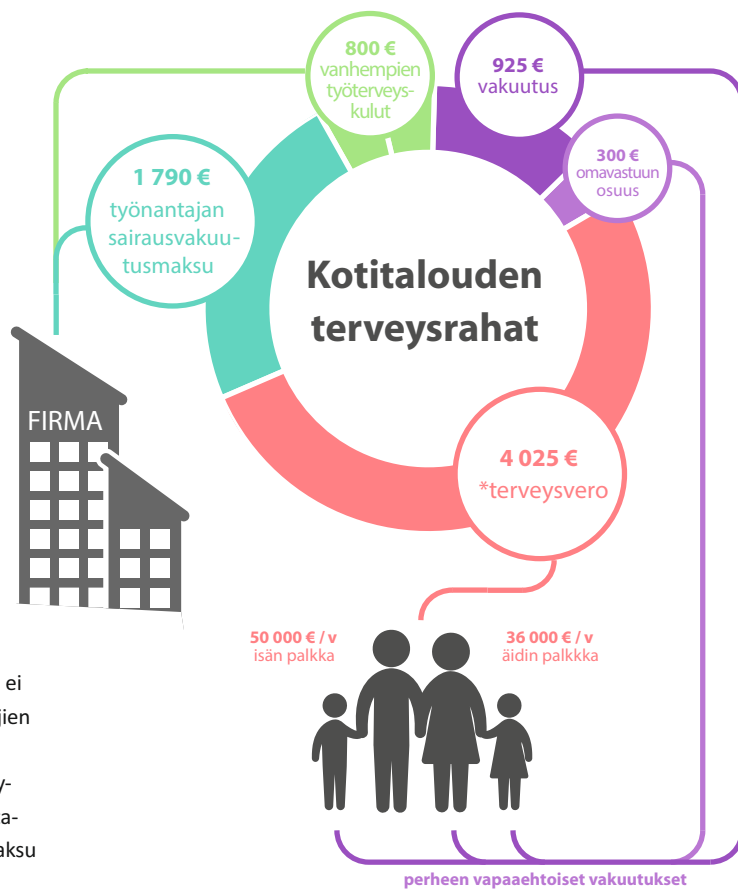 800 €
vanhempien
työterveys-
kulut
925 €
vakuutus
300 €
omavastuun
osuus
1 790 €
työnantajan
sairausvakuu-
tusmaksu
Kotitalouden
terveysrahat
FIRMA
4 025 €
*terveysvero
50 000 € / v
isän palkka
36 000 € / v
äidin palkkka
ei
jien
y-
a-
aksu
perheen vapaaehtoiset vakuutukset